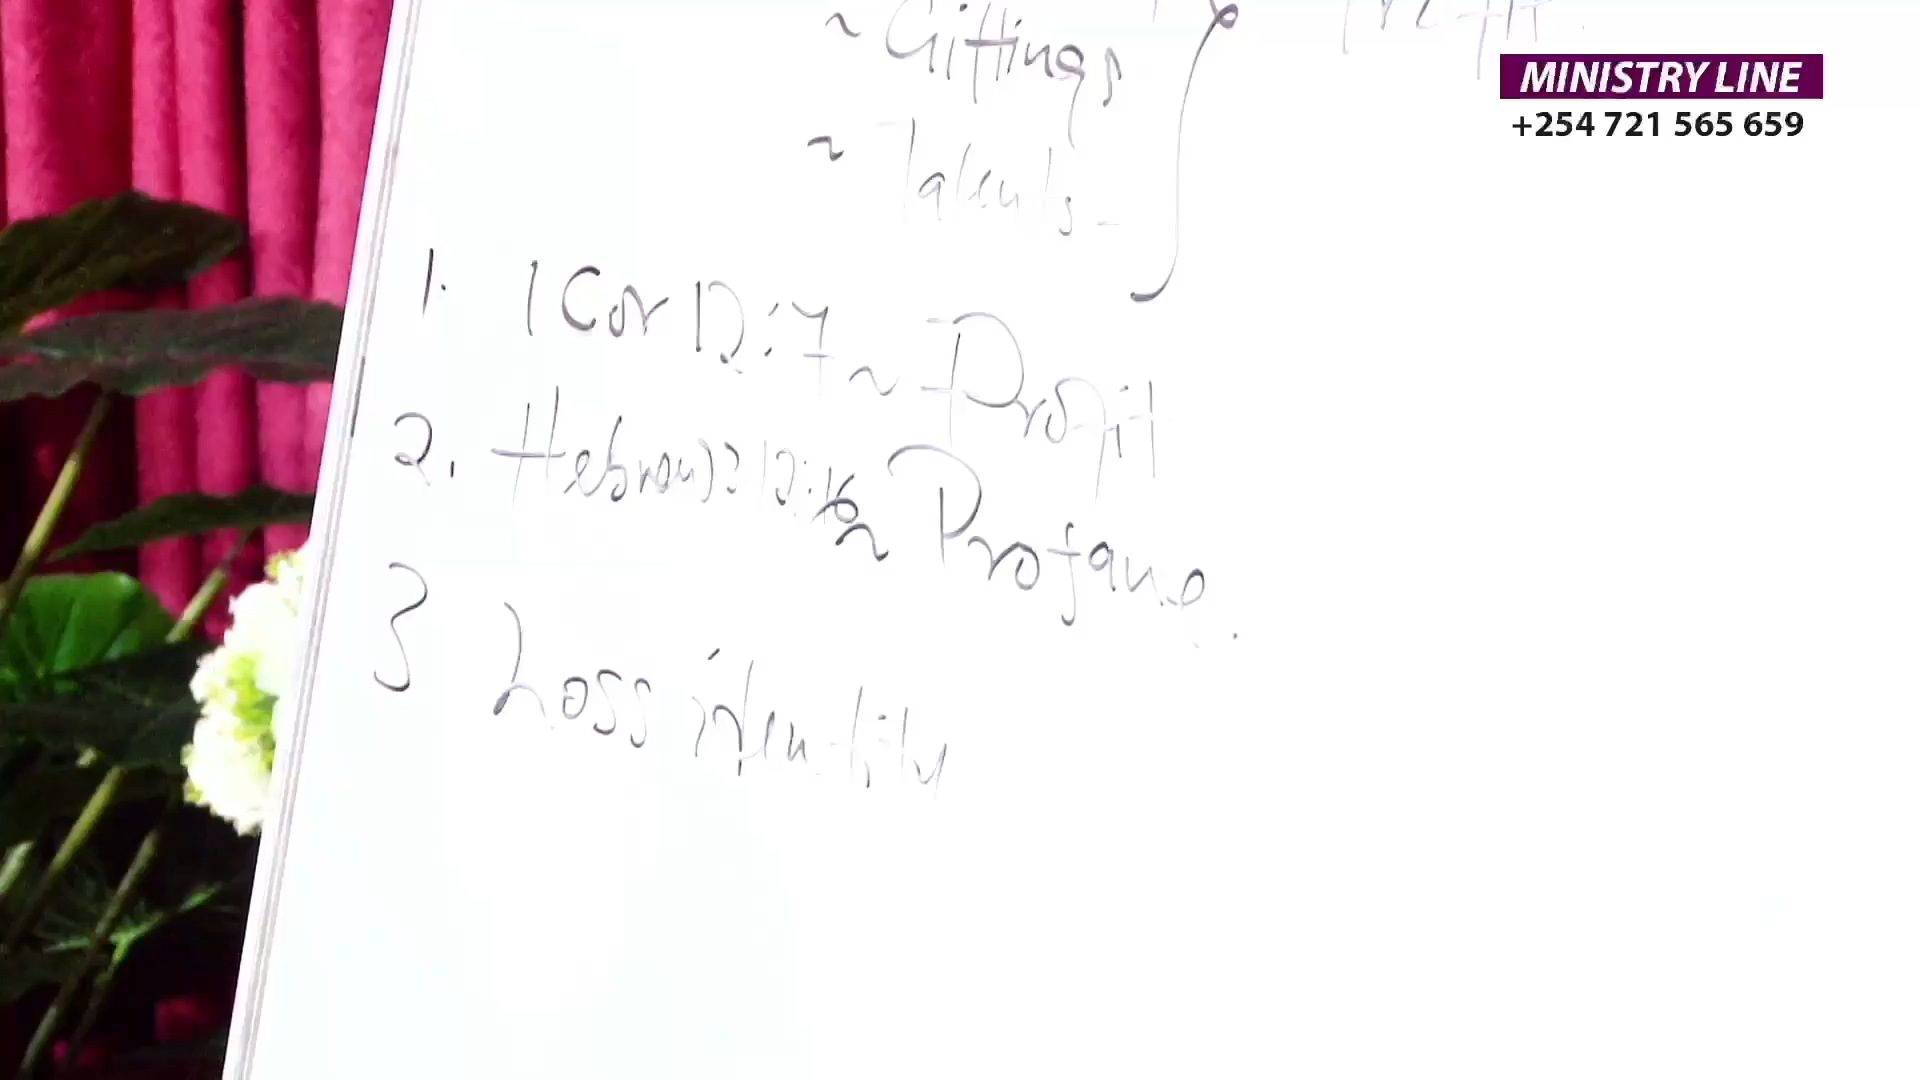 ~ Giftings
MINISTRY LINE
+254 721 565 659
~ Talents -
1. 1 Cor 12:7 ~ Profit
2. Hebrews 12:16 ~ Profane.
3 Loss identity